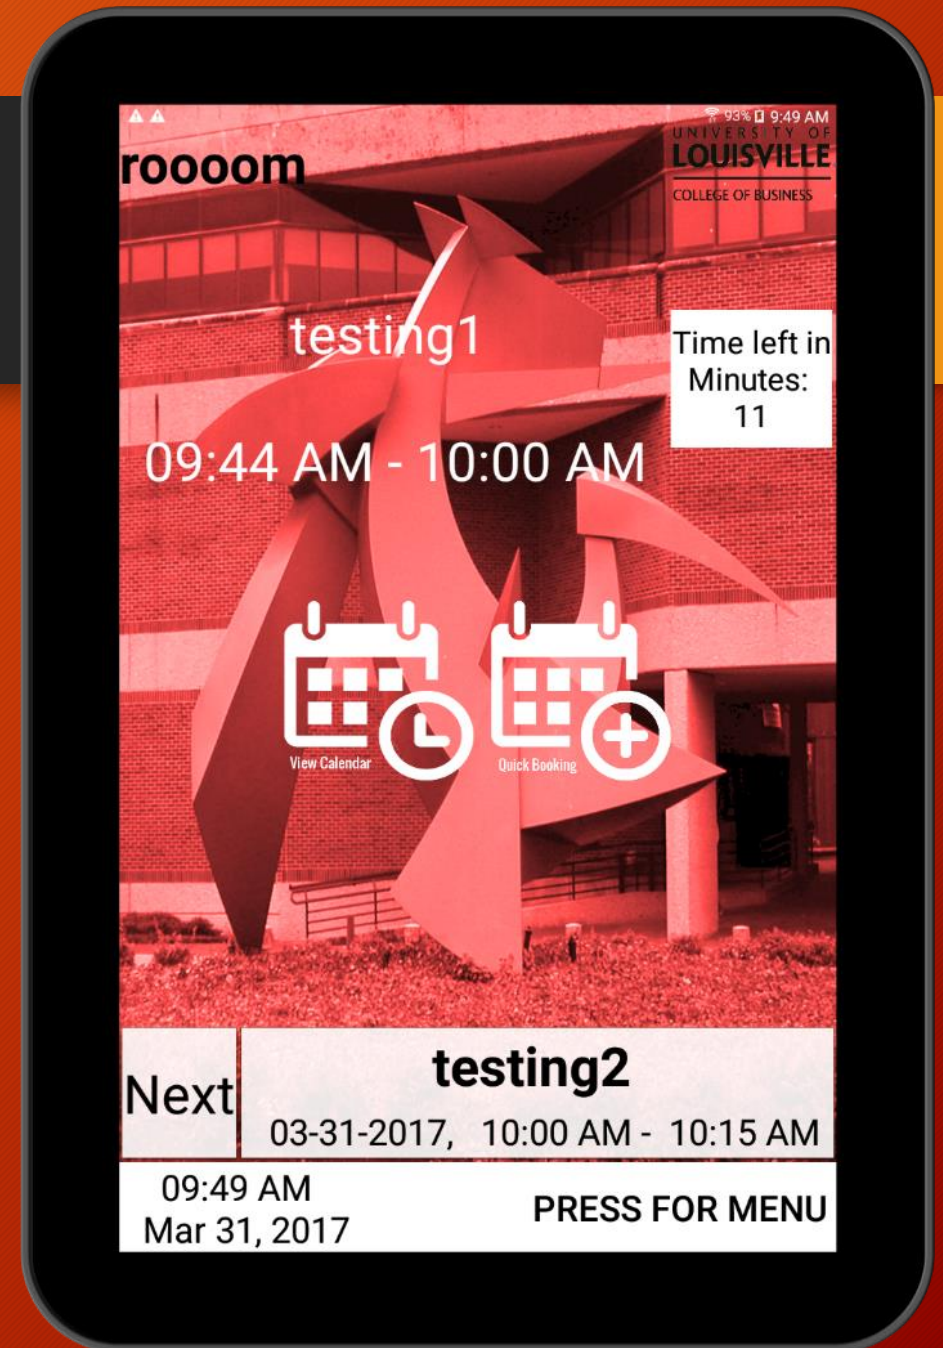 93% 9:49 AM
UNIVERSITY OF
LOUISVILLE
COLLEGE OF BUSINESS
roooom
testing1
Time left in
Minutes:
11
09:44 AM - 10:00 AM
View Calendar
Quick Booking
Next
testing2
03-31-2017, 10:00 AM - 10:15 AM
09:49 AM
Mar 31, 2017
PRESS FOR MENU